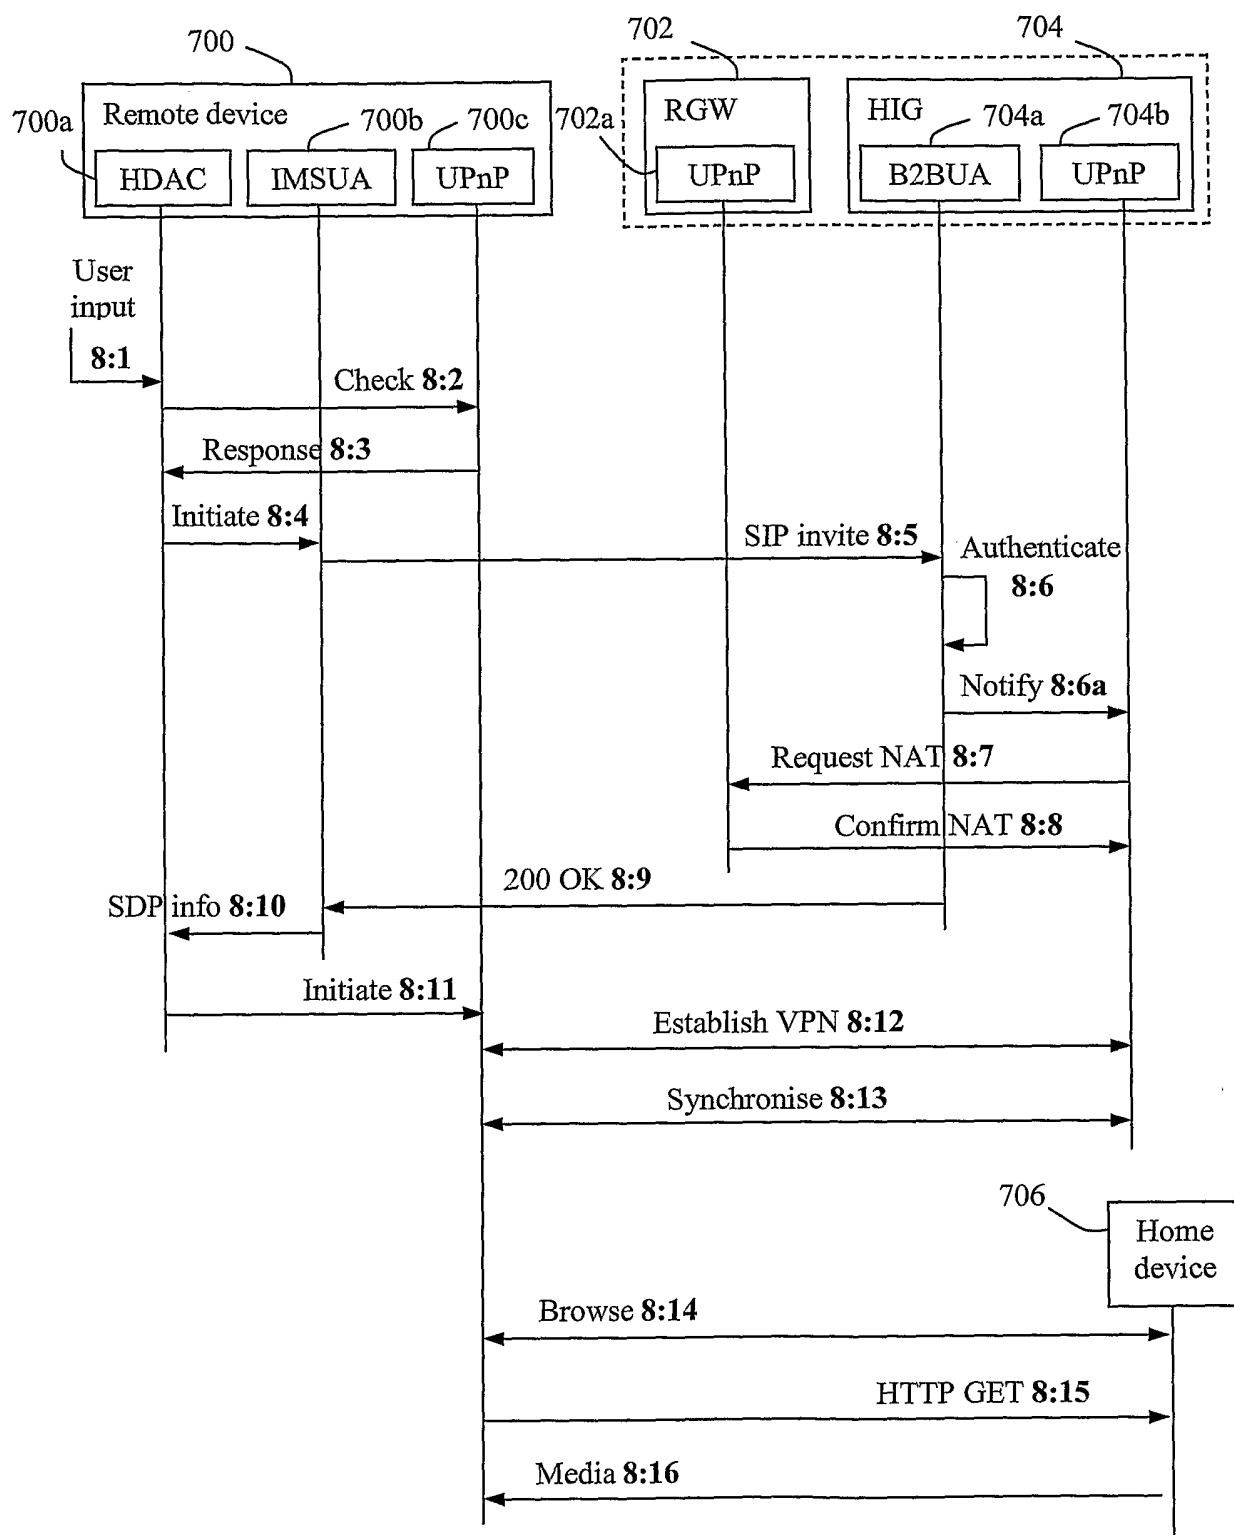 700
702
704
Remote device
RGW
HIG
700a
700b
700c
702a
704a
704b
HDAC
IMSUA
UPnP
UPnP
B2BUA
UPnP
User
input
8:1
Check 8:2
Response 8:3
Initiate 8:4
SIP invite 8:5
Authenticate
8:6
Notify 8:6a
Request NAT 8:7
Confirm NAT 8:8
200 OK 8:9
SDP info 8:10
Initiate 8:11
Establish VPN 8:12
Synchronise 8:13
706
Home
device
Browse 8:14
HTTP GET 8:15
Media 8:16